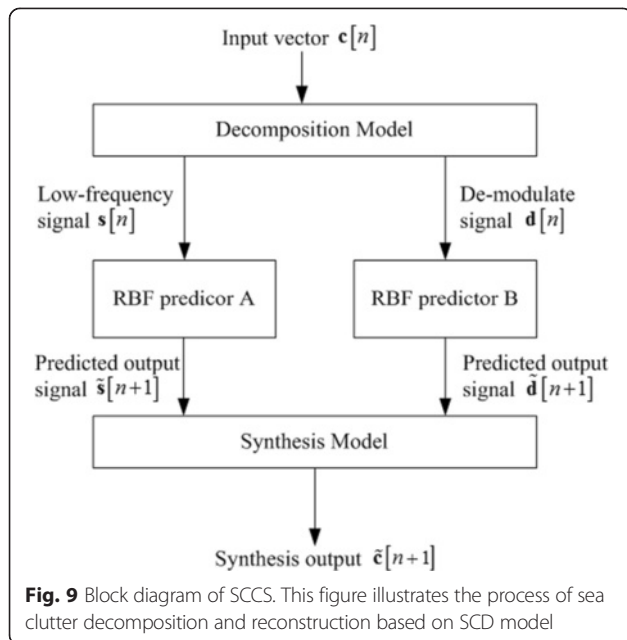 Input vector c[n]
Decomposition Model
Low-frequency
signal s[n]
De-modulate
signal d[n]
RBF predicor A
RBF predictor B
Predicted output
signal s̃[n+1]
Predicted output
signal d̃[n+1]
Synthesis Model
Synthesis output c̃[n+1]
Fig. 9 Block diagram of SCCS. This figure illustrates the process of sea
clutter decomposition and reconstruction based on SCD model